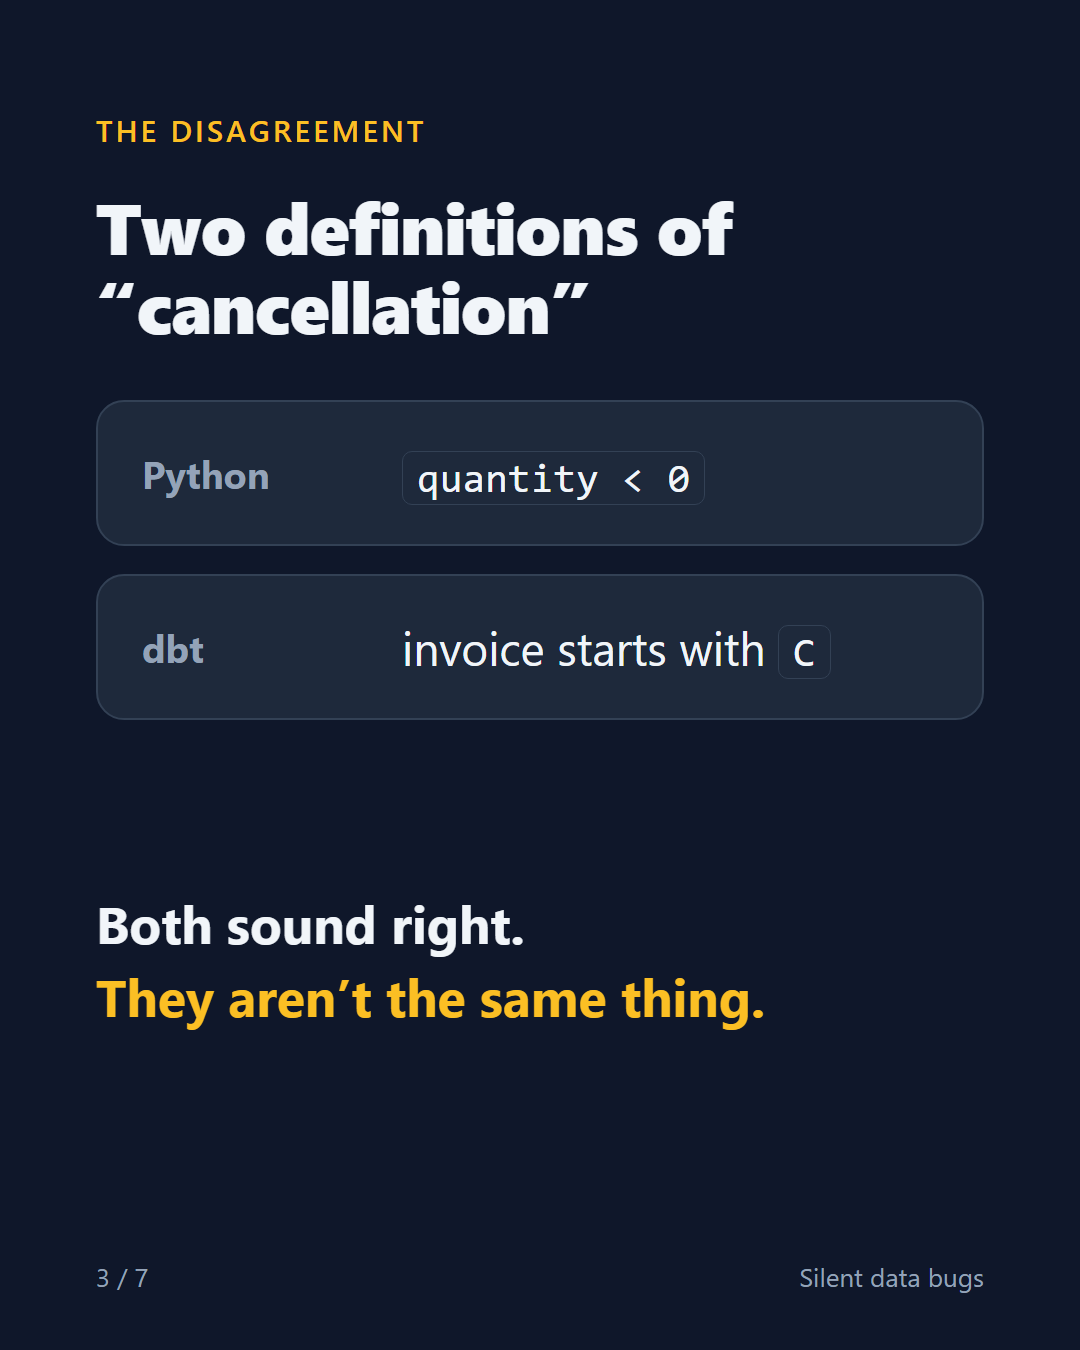 THE DISAGREEMENT
Two definitions of
“cancellation”
Python quantity < 0
dbt invoice starts with C
Both sound right.
They aren’t the same thing.
3 / 7 Silent data bugs